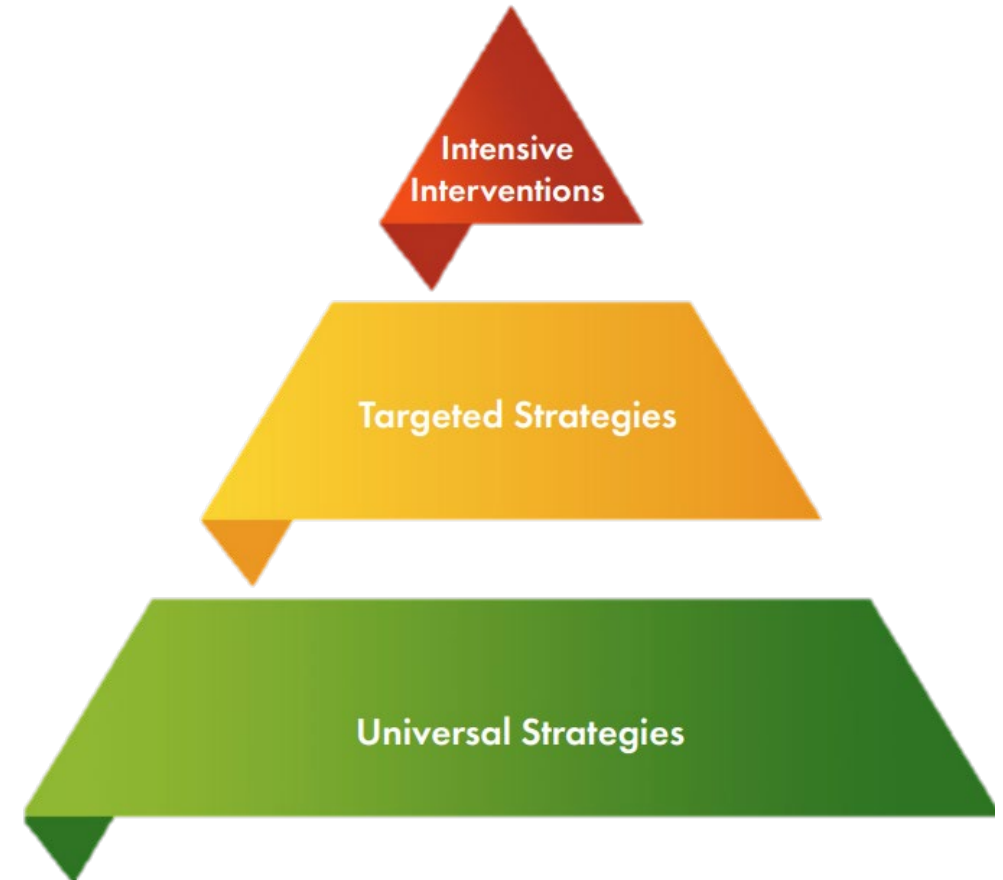 Intensive
Interventions
Targeted Strategies
Universal Strategies